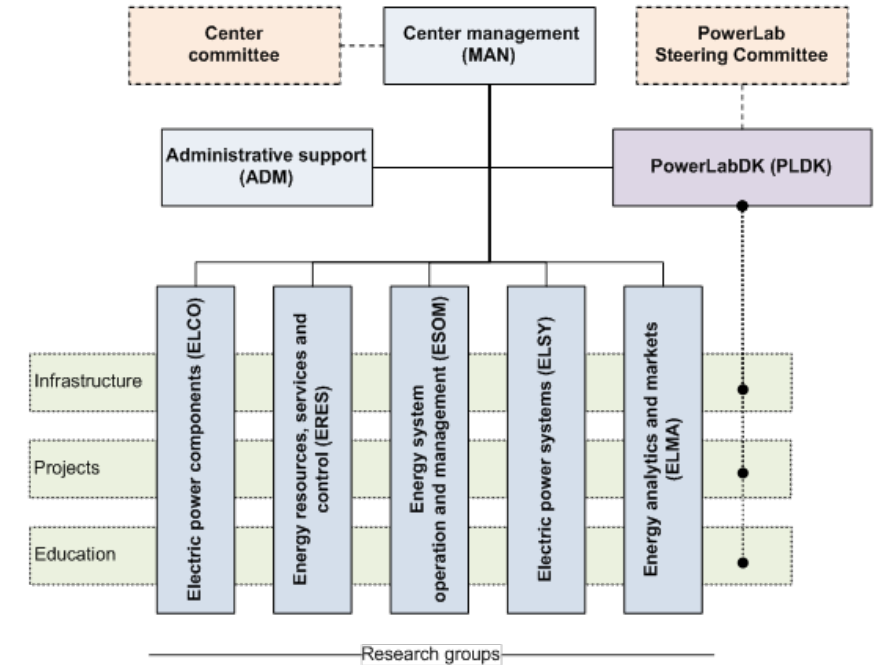 Center
committee
Center management
(MAN)
PowerLab
Steering Committee
Administrative support
(ADM)
PowerLabDK (PLDK)
Infrastructure
Projects
Education
Electric power components (ELCO)
Energy resources, services and
control (ERES)
Energy system
operation and management (ESOM)
Electric power systems (ELSY)
Energy analytics and markets
(ELMA)
Research groups